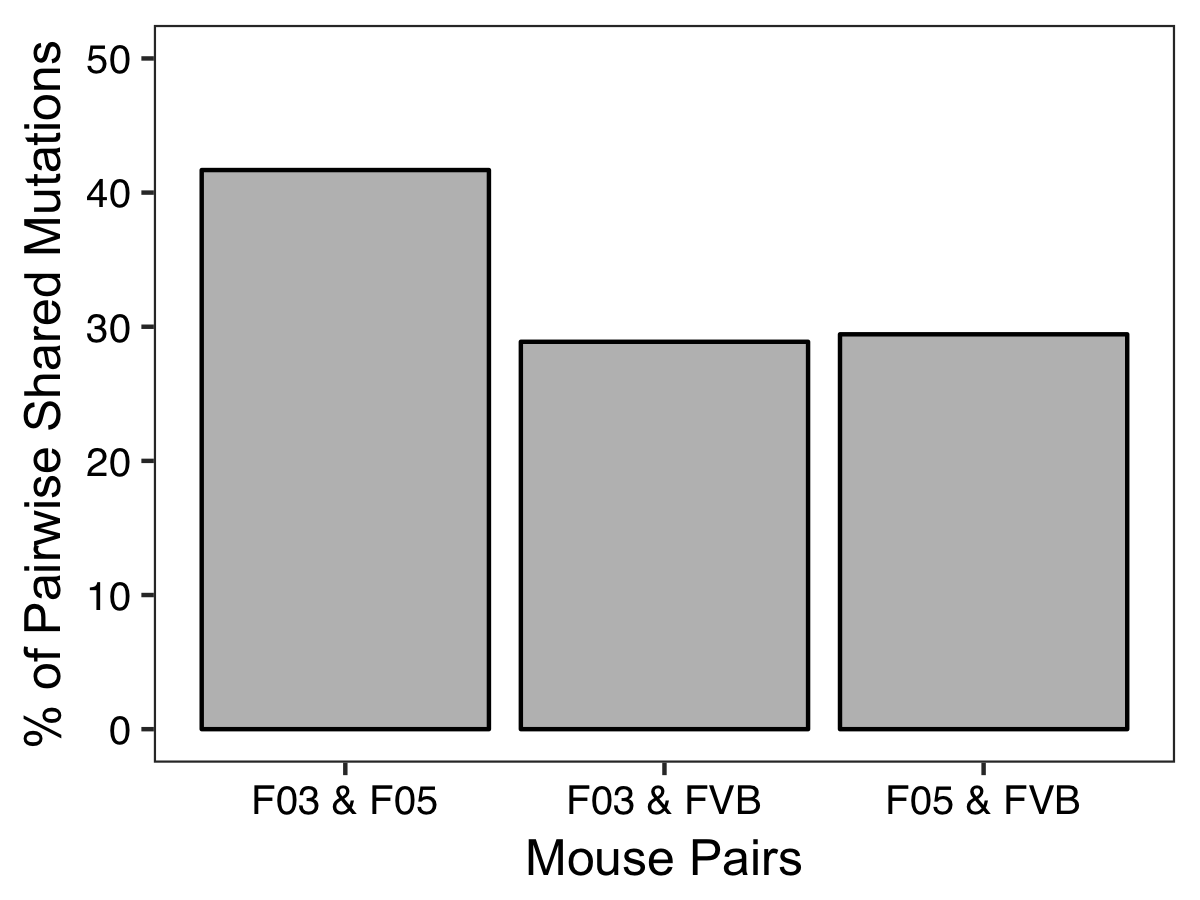 % of Pairwise Shared Mutations
50
40
30
20
10
0
F03 & F05
F03 & FVB
F05 & FVB
Mouse Pairs